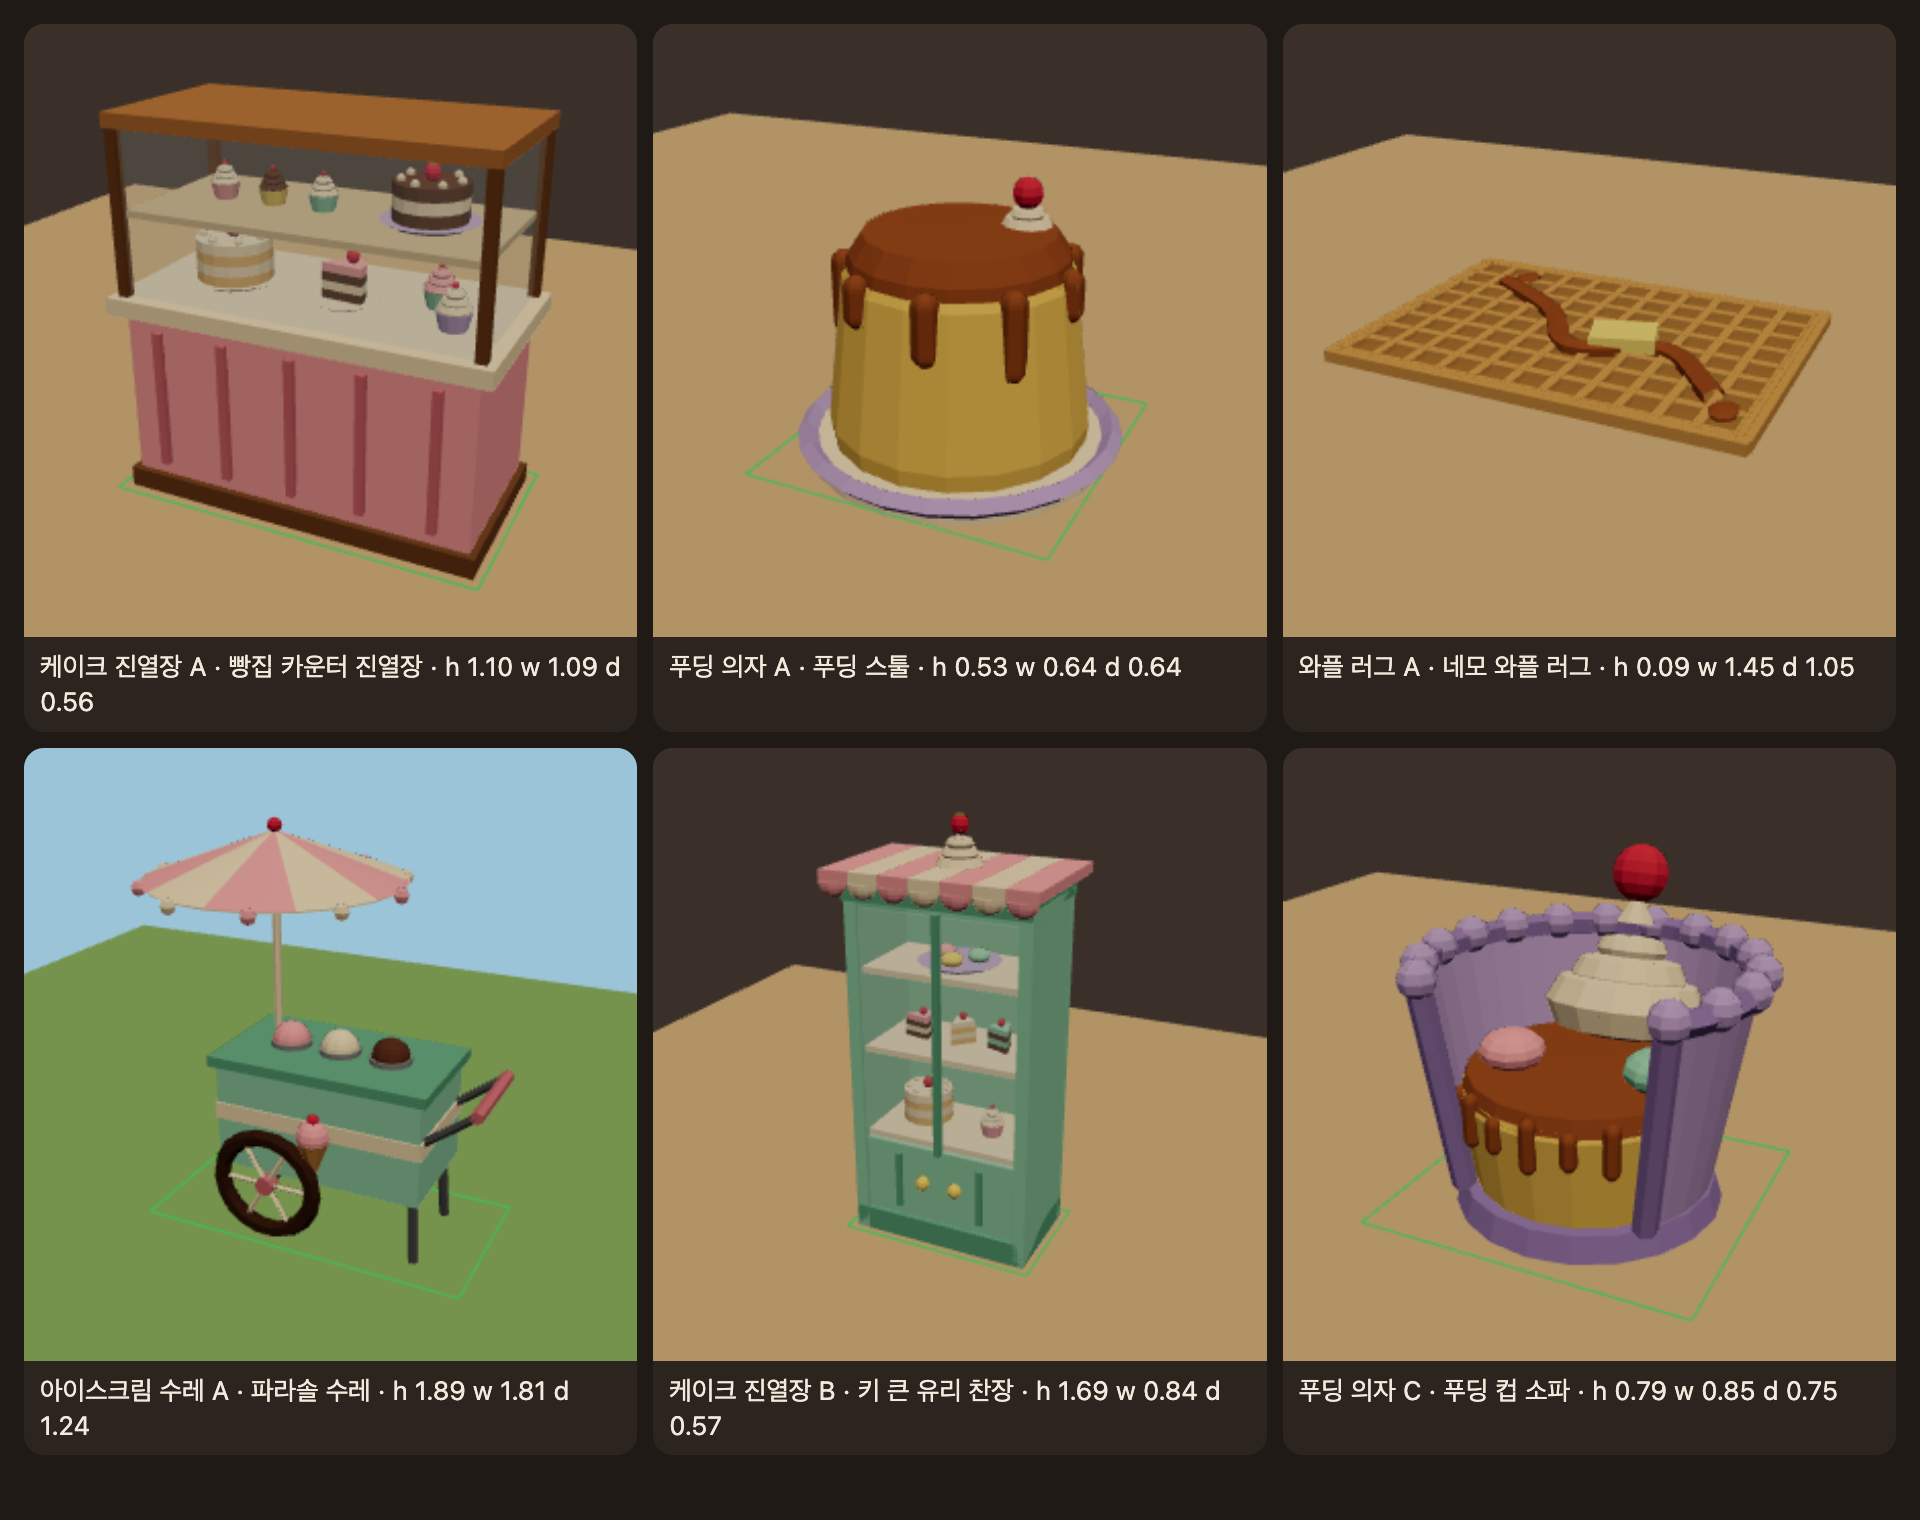 케이크 진열장 A · 빵집 카운터 진열장 · h 1.10 w 1.09 d
0.56
푸딩 의자 A · 푸딩 스툴 · h 0.53 w 0.64 d 0.64
와플 러그 A · 네모 와플 러그 · h 0.09 w 1.45 d 1.05
아이스크림 수레 A · 파라솔 수레 · h 1.89 w 1.81 d
1.24
케이크 진열장 B · 키 큰 유리 찬장 · h 1.69 w 0.84 d
0.57
푸딩 의자 C · 푸딩 컵 소파 · h 0.79 w 0.85 d 0.75